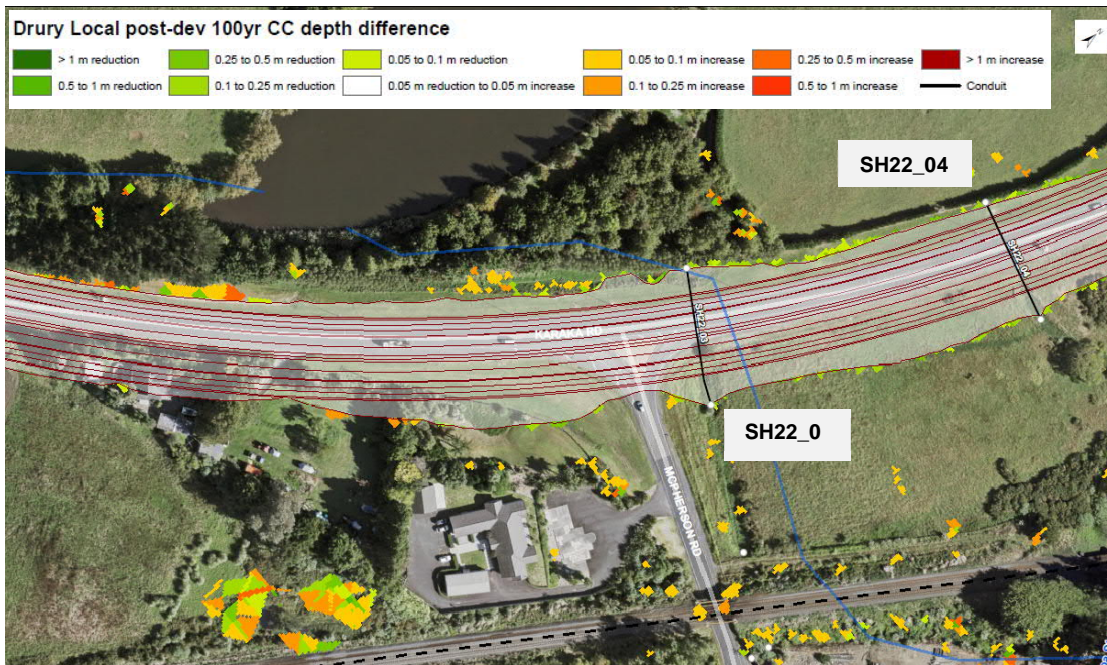 Drury Local post-dev 100yr CC depth difference
> 1 m reduction
0.25 to 0.5 m reduction
0.05 to 0.1 m reduction
0.05 to 0.1 m increase
0.25 to 0.5 m increase
> 1 m increase
0.5 to 1 m reduction
0.1 to 0.25 m reduction
0.05 m reduction to 0.05 m increase
0.1 to 0.25 m increase
0.5 to 1 m increase
Conduit
SH22_04
SH22_04
KARAKA RD
SH22_03
SH22_0
MCPHERSON RD